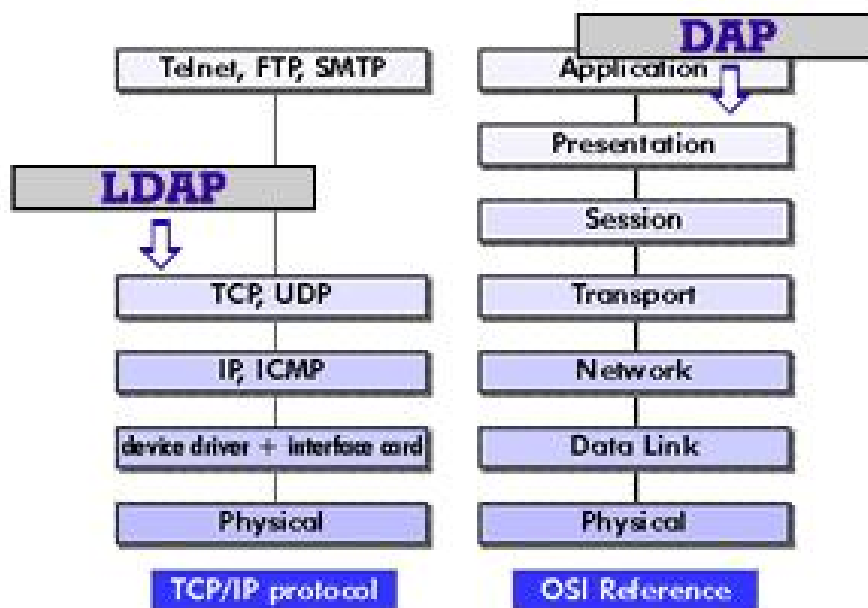 DAP
Telnet, FTP, SMTP
Application
Presentation
LDAP
Session
TCP, UDP
Transport
IP, ICMP
Network
device driver + interface card
Data Link
Physical
Physical
TCP/IP protocol
OSI Reference